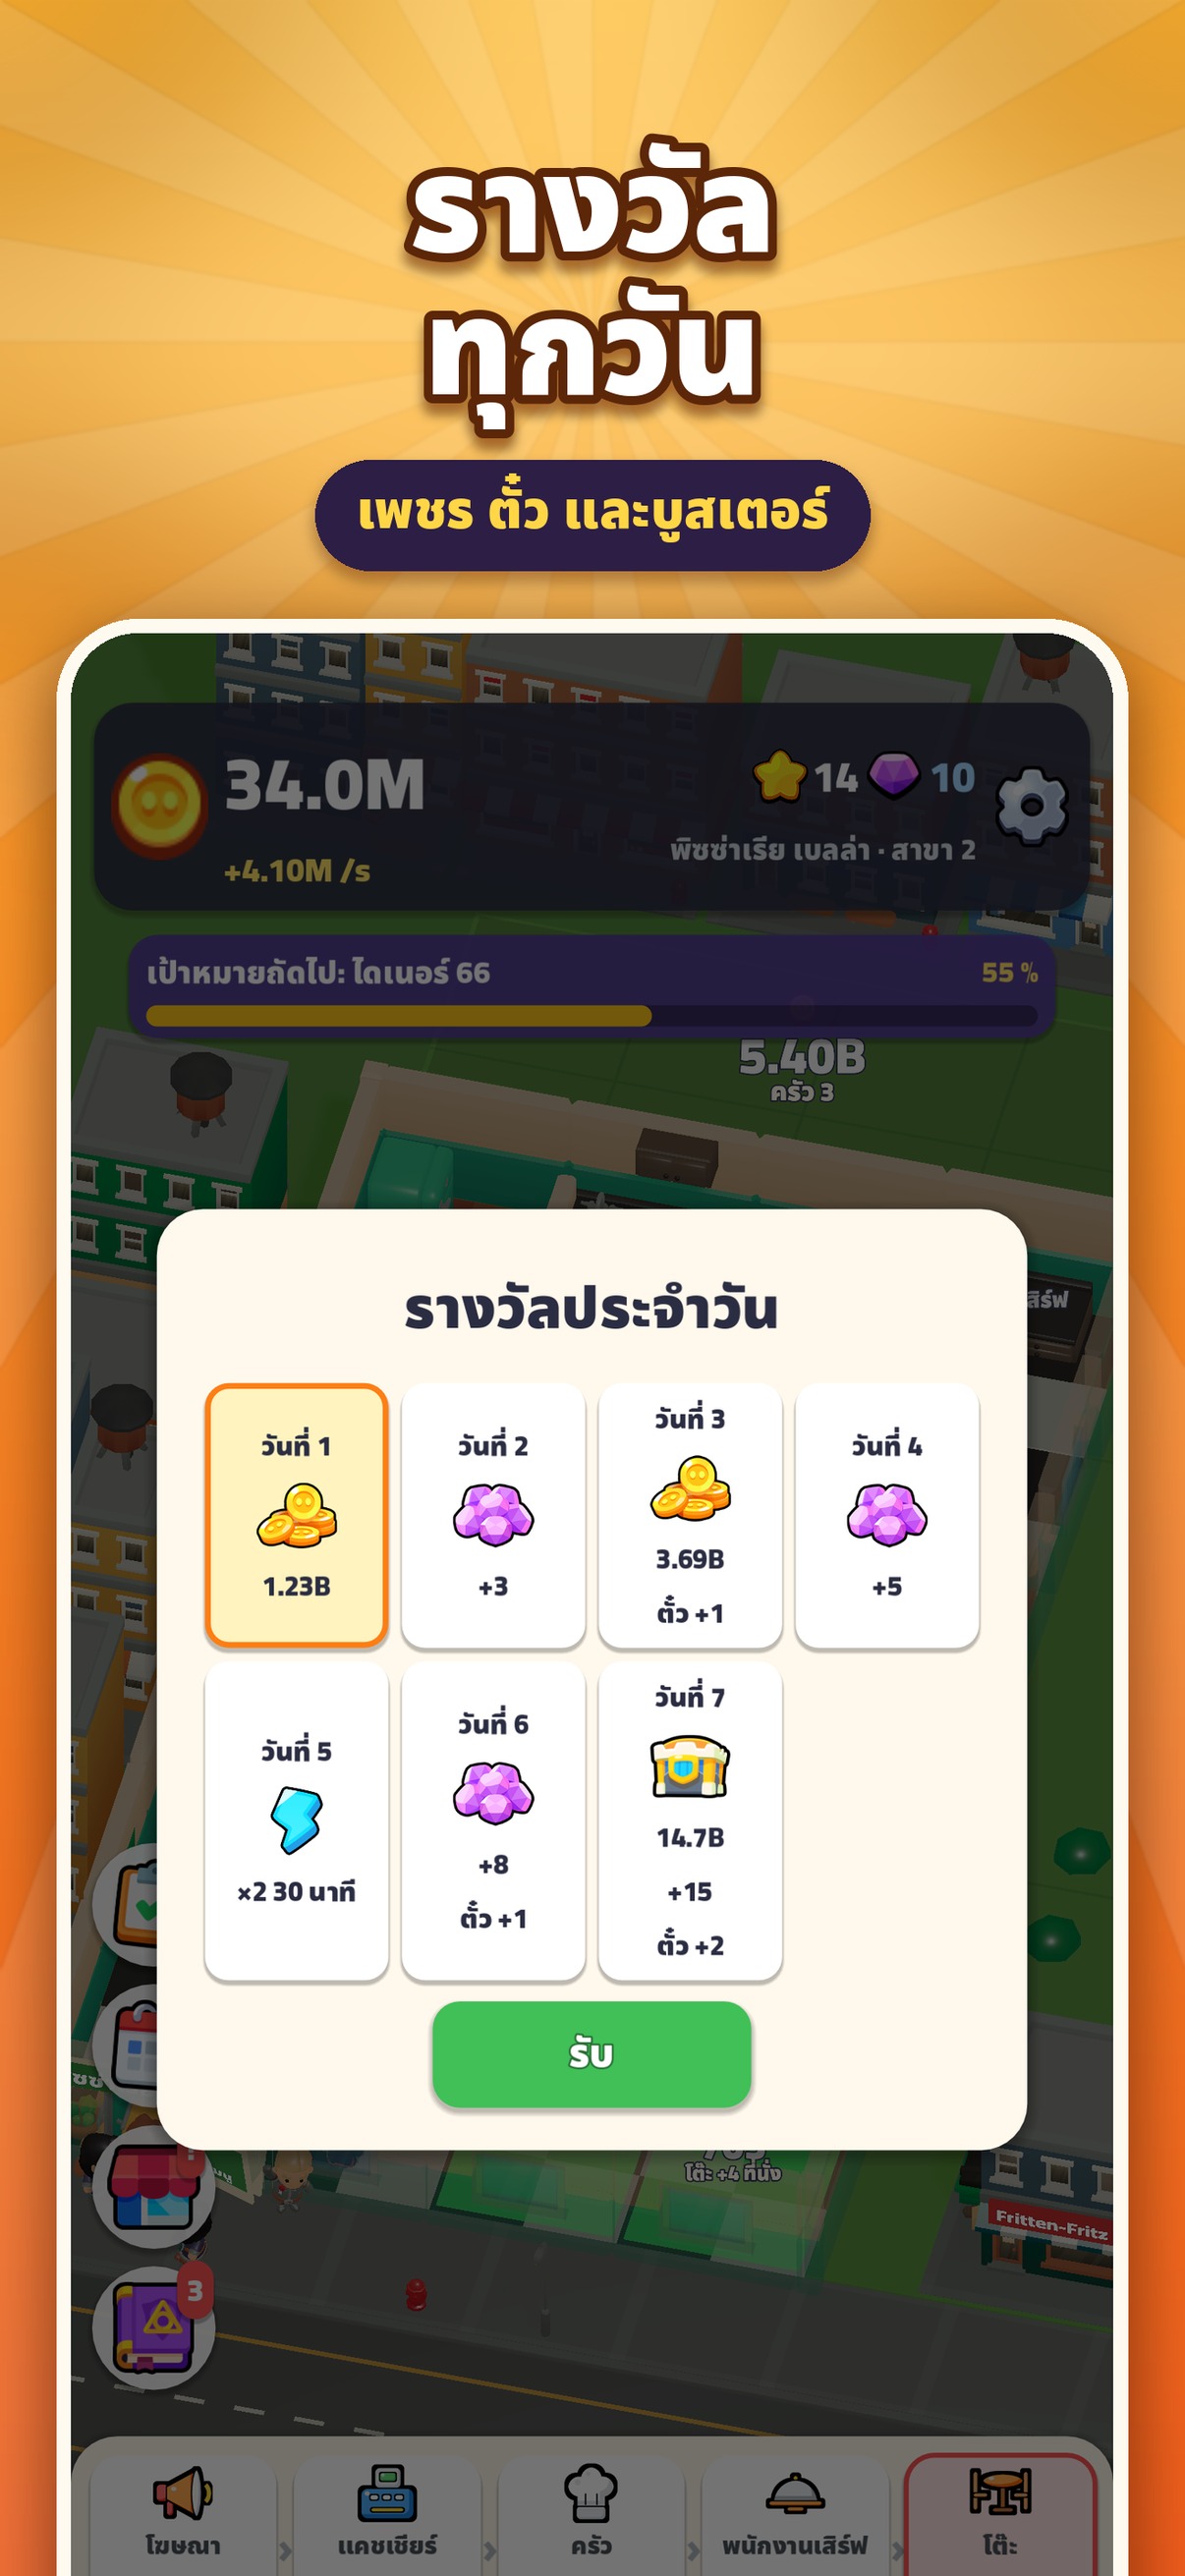 รางวัล
ทุกวัน
เพชร ตั๋ว และบูสเตอร์
34.0M
14
10
+4.10M /s
พิซซ่าเรีย เบลล่า · สาขา 2
เป้าหมายถัดไป: ไดเนอร์ 66
55 %
5.40B
ครัว 3
สิร์ฟ
รางวัลประจำวัน
วันที่ 1
1.23B
วันที่ 2
+3
วันที่ 3
3.69B
ตั๋ว +1
วันที่ 4
+5
วันที่ 5
×2 30 นาที
วันที่ 6
+8
ตั๋ว +1
วันที่ 7
14.7B
+15
ตั๋ว +2
รับ
โต๊ะ +4 ที่นั่ง
Fritten-Fritz
3
โฆษณา
แคชเชียร์
ครัว
พนักงานเสิร์ฟ
โต๊ะ